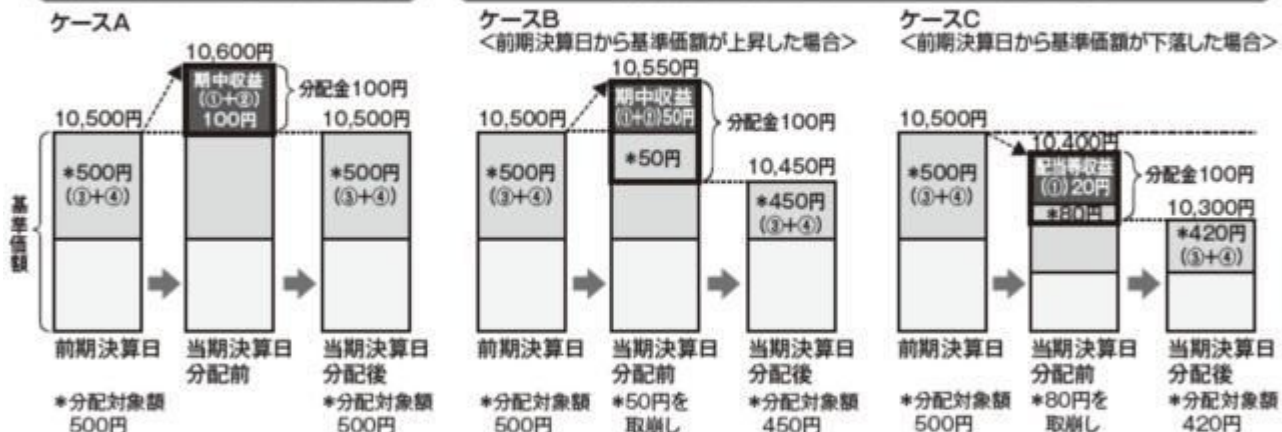 ケースA
10,600円
期中収益
(①+②)
100円
分配金100円
10,500円
10,500円
*500円
(③+④)
*500円
(③+④)
基準価額
前期決算日
当期決算日
分配前
当期決算日
分配後
*分配対象額
500円
*分配対象額
500円
ケースB
<前期決算日から基準価額が上昇した場合>
10,550円
期中収益
(①+②)50円
分配金100円
10,500円
*500円
(③+④)
*50円
10,450円
*450円
(③+④)
前期決算日
当期決算日
分配前
当期決算日
分配後
*分配対象額
500円
*50円を
取崩し
*分配対象額
450円
ケースC
<前期決算日から基準価額が下落した場合>
10,500円
10,400円
配当等収益
(①)20円
分配金100円
*500円
(③+④)
*80円
10,300円
*420円
(③+④)
前期決算日
当期決算日
分配前
当期決算日
分配後
*分配対象額
500円
*80円を
取崩し
*分配対象額
420円